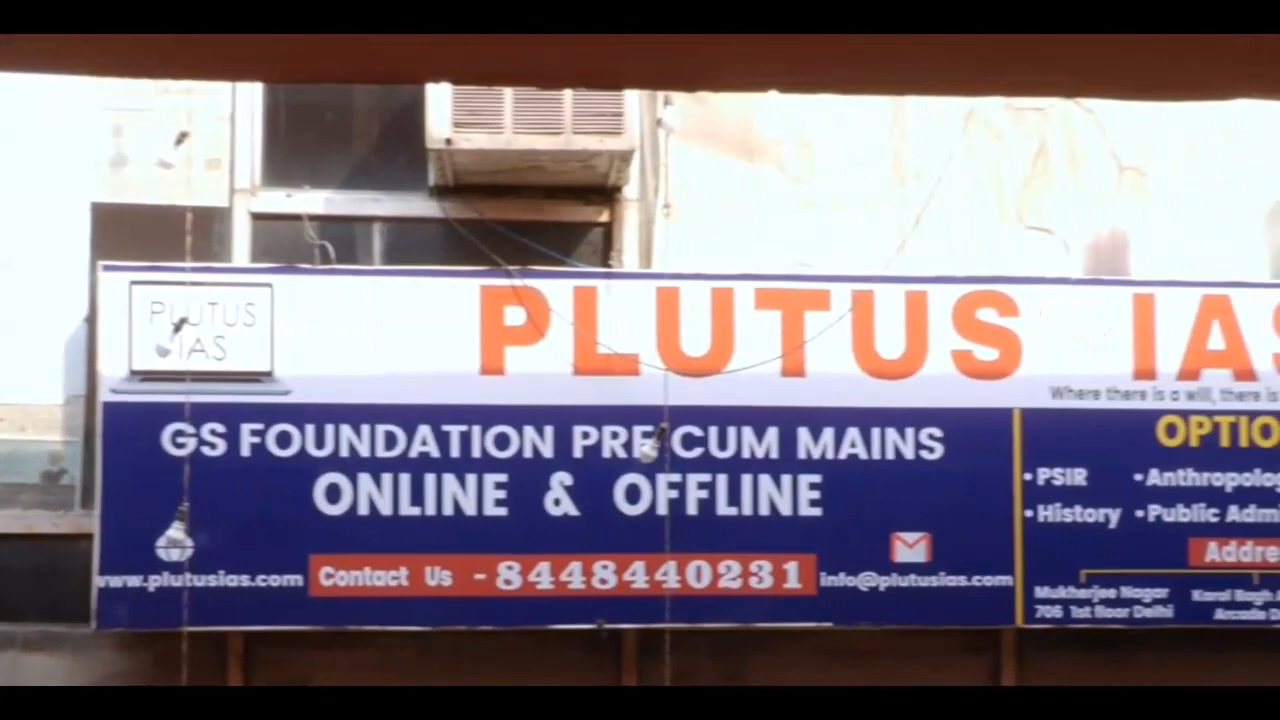 PLUTUS
IAS
PLUTUS IAS
Where there is a will, there is
GS FOUNDATION PRE CUM MAINS
ONLINE & OFFLINE
www.plutusias.com
Contact Us - 8448440231
info@plutusias.com
OPTIO
• PSIR •Anthropolog
• History •Public Adm
Addre
Mukherjee Nagar
706 1st floor Delhi
Karol Bagh A
Arcade D